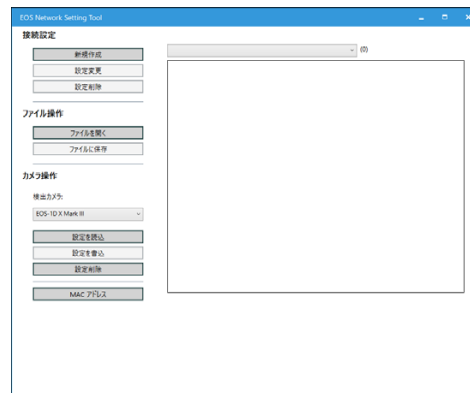 EOS Network Setting Tool
接続設定
新規作成
(0)
設定変更
設定削除
ファイル操作
ファイルを開く
ファイルに保存
カメラ操作
検出カメラ:
EOS-1D X Mark III
設定を読込
設定を書込
設定削除
MAC アドレス